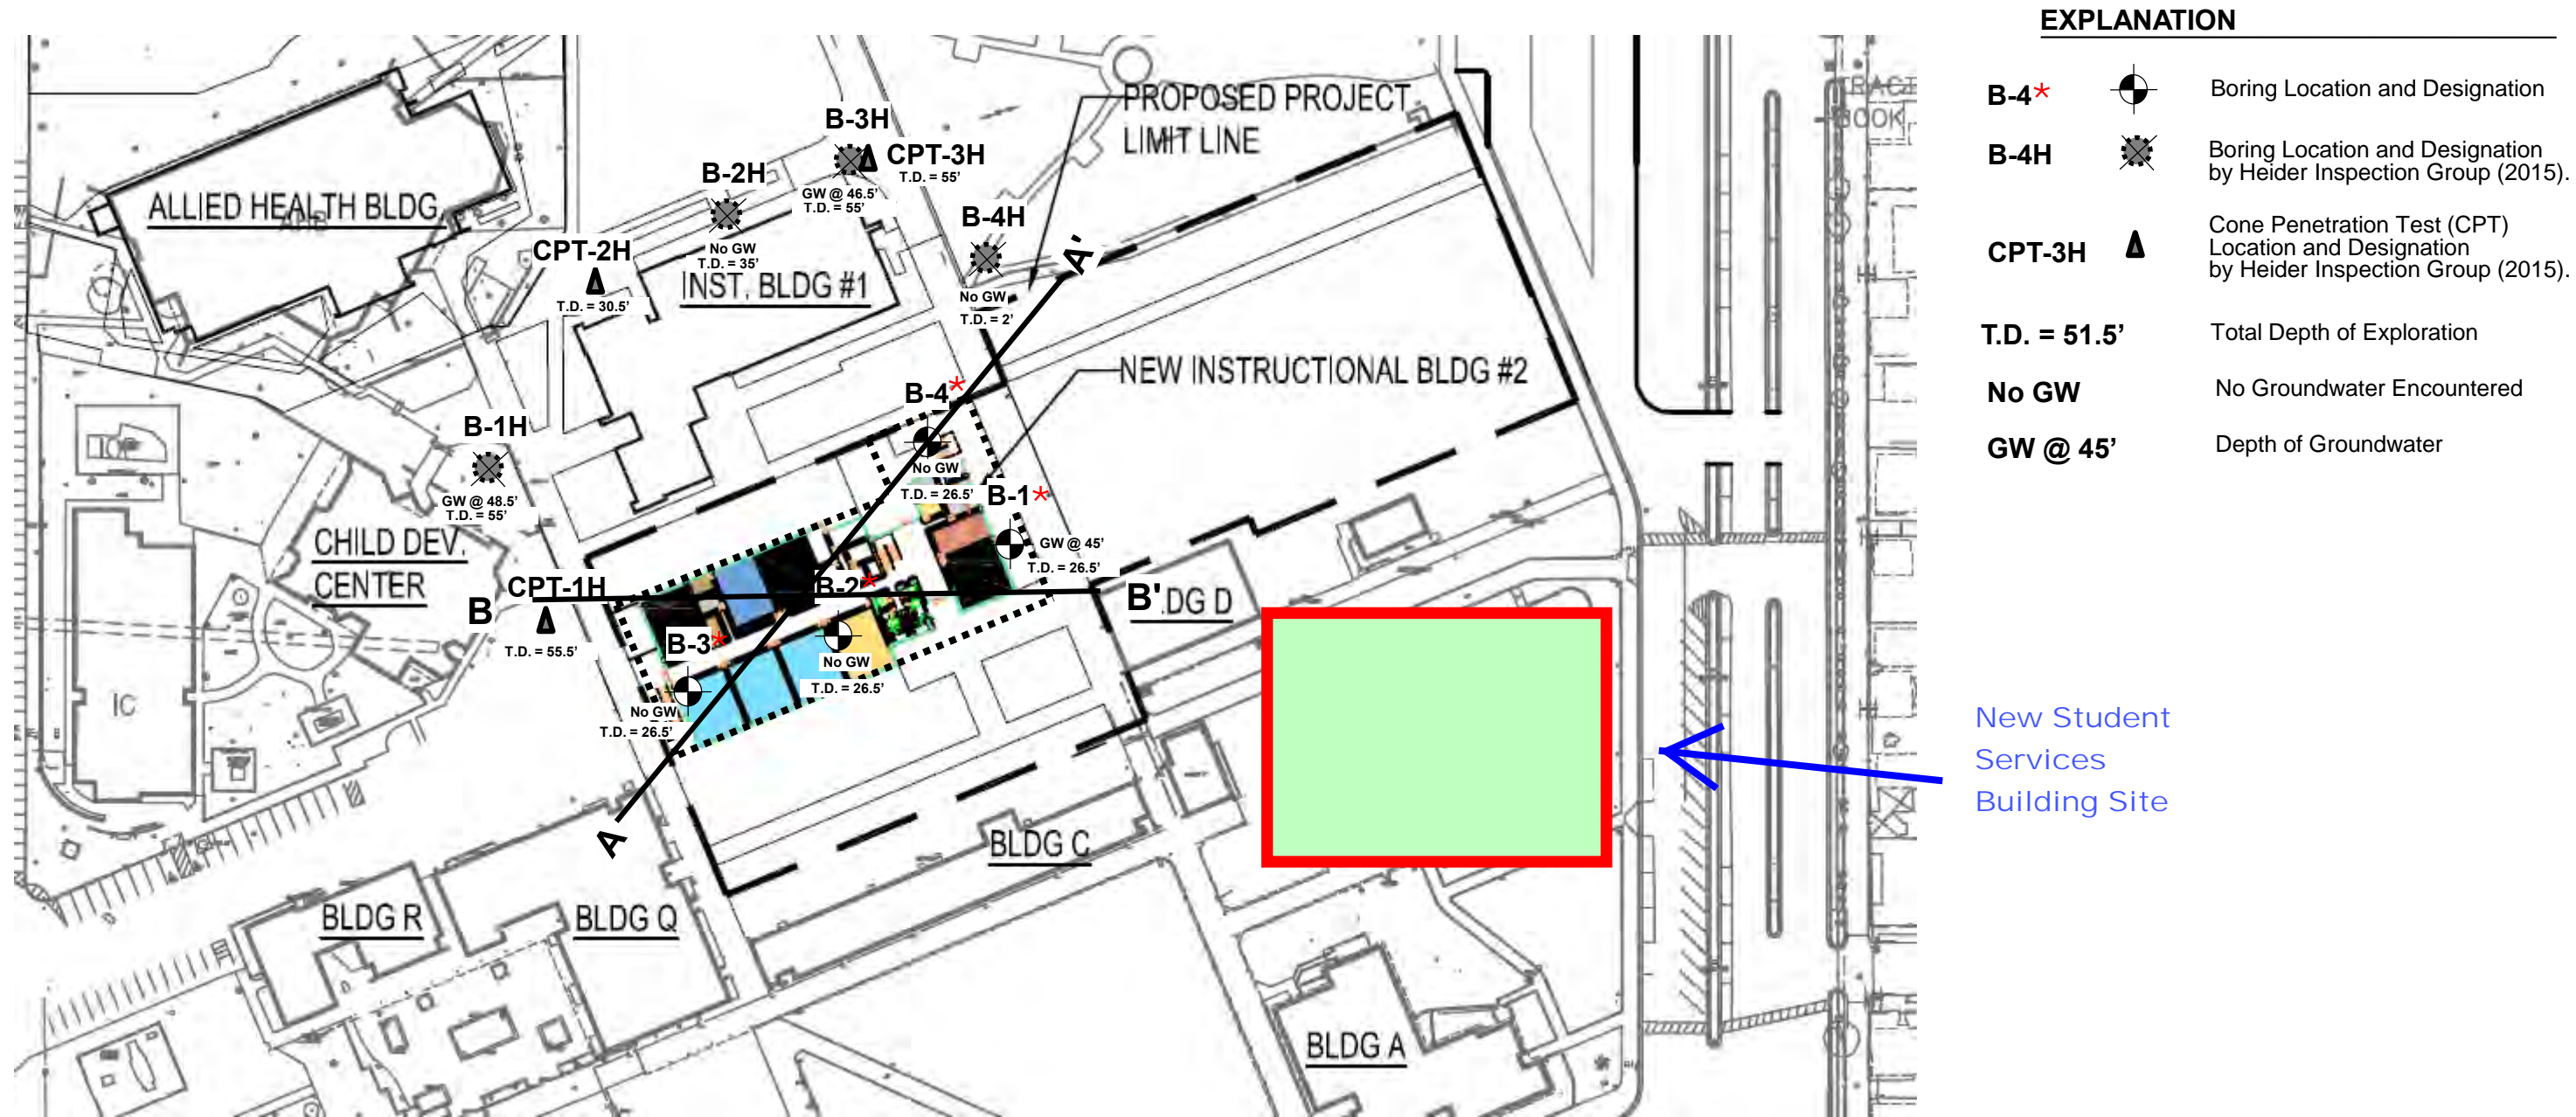 EXPLANATION
B-4* Boring Location and Designation
B-4H Boring Location and Designation
by Heider Inspection Group (2015).
CPT-3H Cone Penetration Test (CPT)
Location and Designation
by Heider Inspection Group (2015).
T.D. = 51.5’ Total Depth of Exploration
No GW No Groundwater Encountered
GW @ 45’ Depth of Groundwater
New Student
Services
Building Site
PROPOSED PROJECT
LIMIT LINE
B-3H
CPT-3H
T.D. = 55’
GW @ 46.5’
T.D. = 55’
B-2H
No GW
T.D. = 35’
ALLIED HEALTH BLDG
AHB
B-4H
No GW
T.D. = 2’
A'
CPT-2H
T.D. = 30.5’
INST. BLDG #1
NEW INSTRUCTIONAL BLDG #2
B-4*
No GW
T.D. = 26.5’
B-1*
GW @ 45’
T.D. = 26.5’
B-1H
GW @ 48.5’
T.D. = 55’
CHILD DEV.
CENTER
B
CPT-1H
T.D. = 55.5’
B-2*
No GW
T.D. = 26.5’
B'
.DG D
B-3*
No GW
T.D. = 26.5’
IC
A
BLDG C
BLDG R
BLDG Q
BLDG A